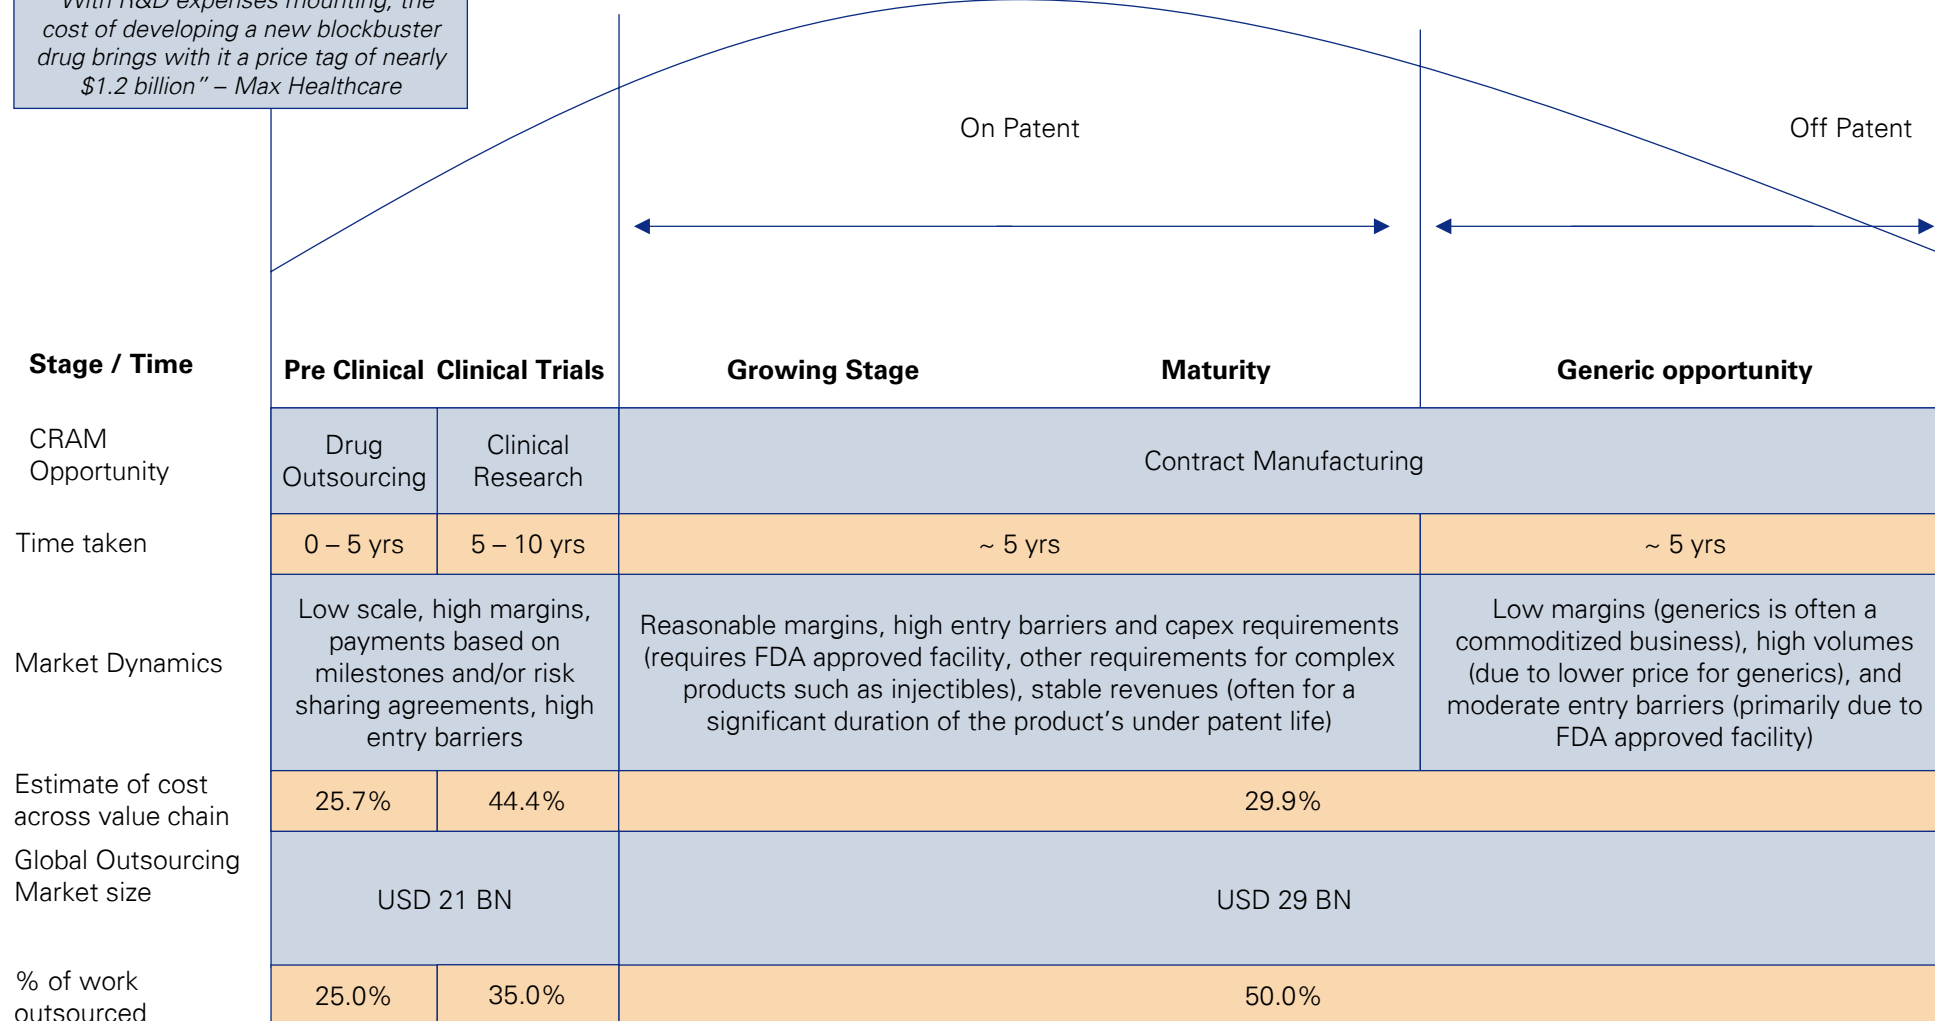 "With R&D expenses mounting, the
cost of developing a new blockbuster
drug brings with it a price tag of nearly
$1.2 billion" – Max Healthcare
On Patent
Off Patent
Stage / Time
Pre Clinical
Clinical Trials
Growing Stage
Maturity
Generic opportunity
CRAM
Opportunity
Drug
Outsourcing
Clinical
Research
Contract Manufacturing
Time taken
0 – 5 yrs
5 – 10 yrs
~ 5 yrs
~ 5 yrs
Market Dynamics
Low scale, high margins,
payments based on
milestones and/or risk
sharing agreements, high
entry barriers
Reasonable margins, high entry barriers and capex requirements
(requires FDA approved facility, other requirements for complex
products such as injectibles), stable revenues (often for a
significant duration of the product's under patent life)
Low margins (generics is often a
commoditized business), high volumes
(due to lower price for generics), and
moderate entry barriers (primarily due to
FDA approved facility)
Estimate of cost
across value chain
25.7%
44.4%
29.9%
Global Outsourcing
Market size
USD 21 BN
USD 29 BN
% of work
outsourced
25.0%
35.0%
50.0%